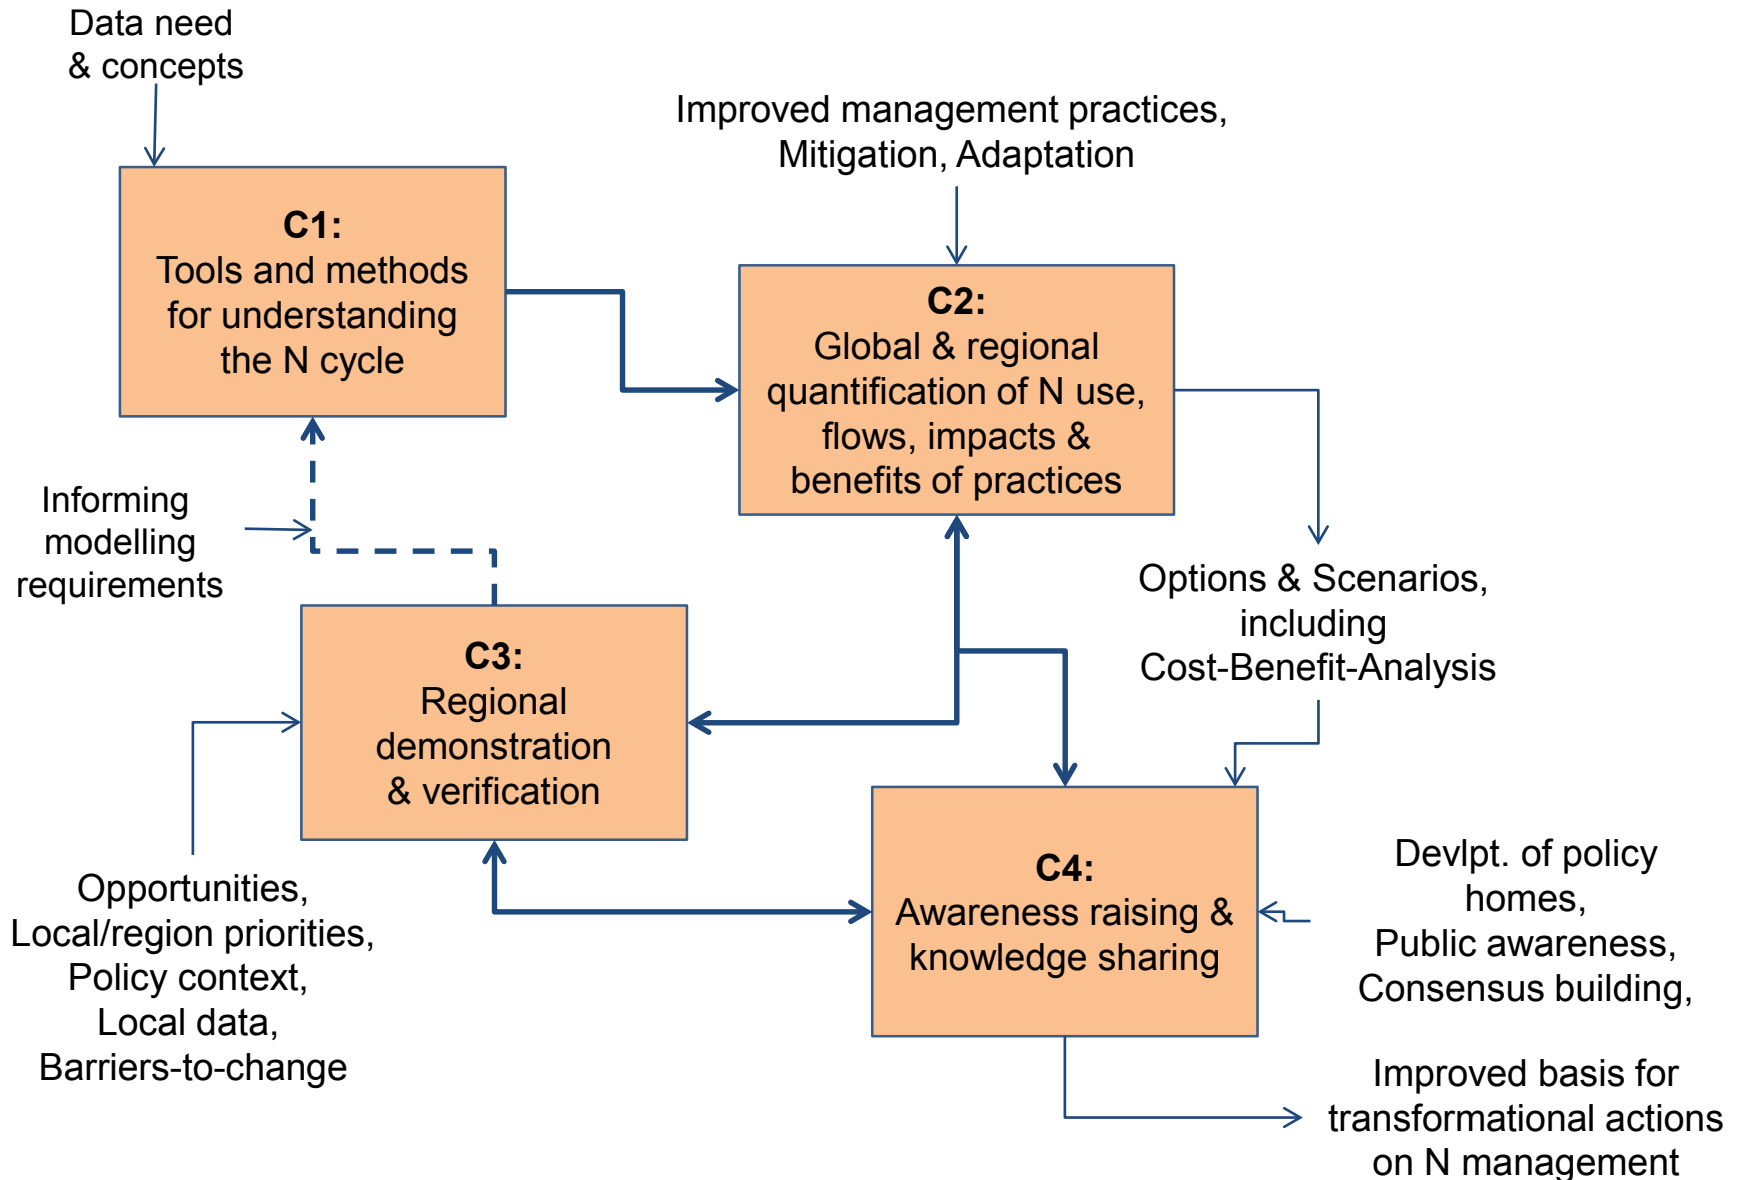 Data need
& concepts
Improved management practices,
Mitigation, Adaptation
C1:
Tools and methods
for understanding
the N cycle
C2:
Global & regional
quantification of N use,
flows, impacts &
benefits of practices
Informing
modelling
requirements
Options & Scenarios,
including
Cost-Benefit-Analysis
C3:
Regional
demonstration
& verification
Opportunities,
Local/region priorities,
Policy context,
Local data,
Barriers-to-change
C4:
Awareness raising &
knowledge sharing
Devlpt. of policy
homes,
Public awareness,
Consensus building,
Improved basis for
transformational actions
on N management